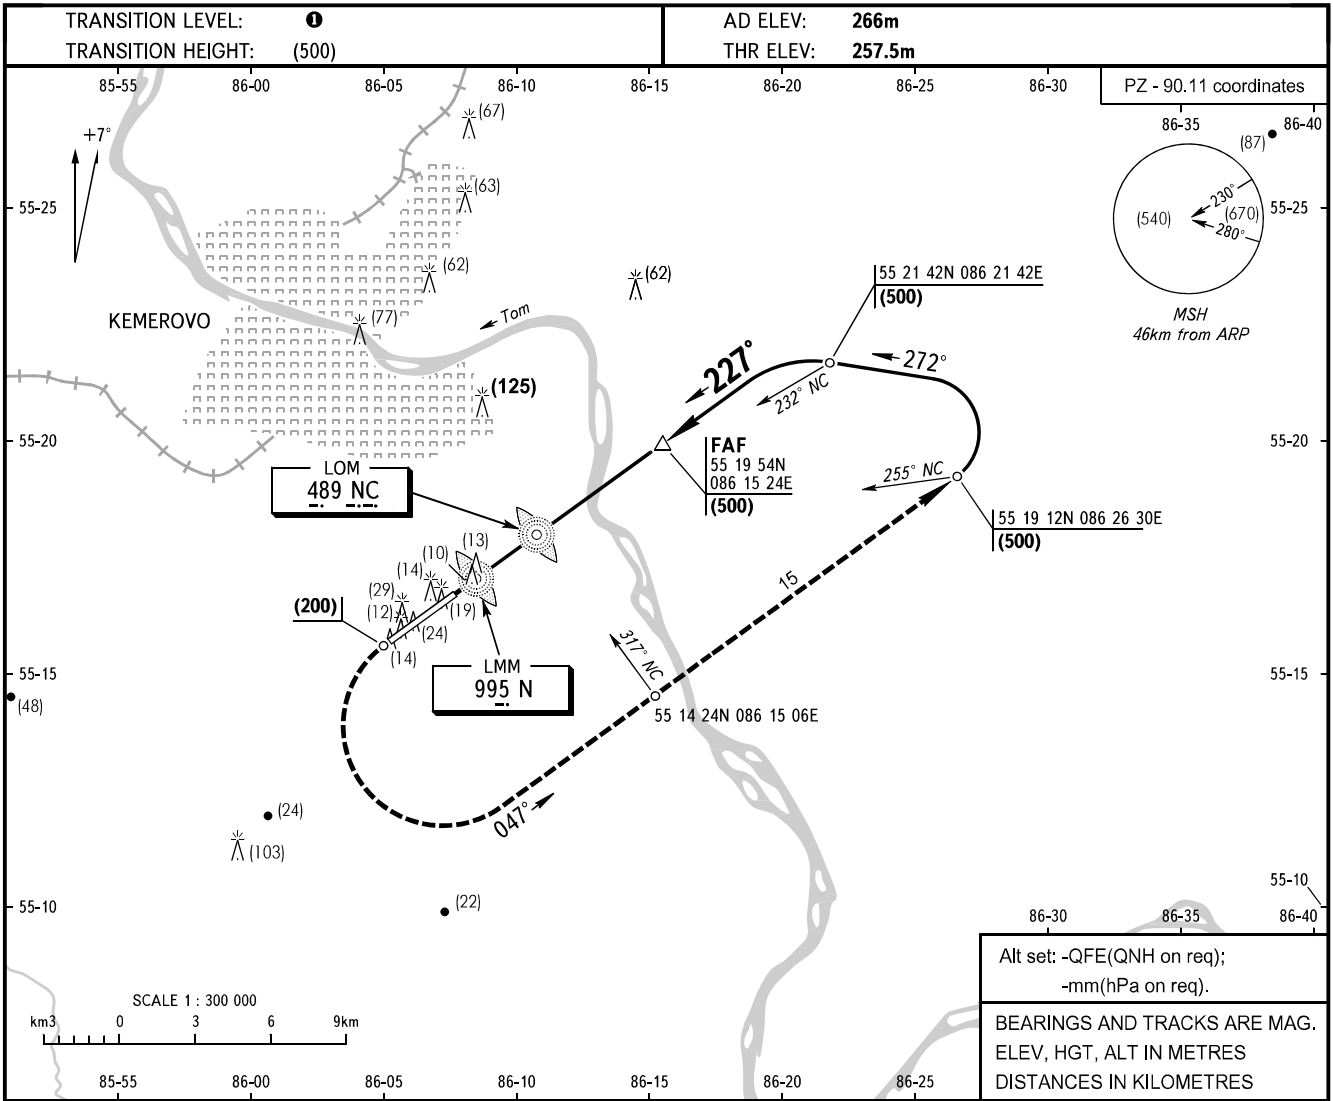 TRANSITION LEVEL: ❶
TRANSITION HEIGHT: (500)
AD ELEV: 266m
THR ELEV: 257.5m
85-55 86-00 86-05 86-10 86-15 86-20 86-25 86-30
PZ - 90.11 coordinates
86-35 86-40
+7°
(67)
(87)
(63)
55-25
230°
(540) (670)
280°
55-25
MSH
46km from ARP
(62)
(62)
55 21 42N 086 21 42E
(500)
KEMEROVO
(77)
Tom
227°
272°
232° NC
(125)
55-20
FAF
55 19 54N
086 15 24E
(500)
255° NC
55-20
LOM
489 NC
55 19 12N 086 26 30E
(500)
(13)
(10)
(14)
(29)
(12)
(19)
(24)
(14)
(200)
15
317° NC
LMM
995 N
55-15
55-15
(48)
55 14 24N 086 15 06E
047°
(24)
(103)
(22)
55-10
55-10
86-30 86-35 86-40
Alt set: -QFE(QNH on req);
-mm(hPa on req).
SCALE 1 : 300 000
km3 0 3 6 9km
BEARINGS AND TRACKS ARE MAG.
ELEV, HGT, ALT IN METRES
DISTANCES IN KILOMETRES
85-55 86-00 86-05 86-10 86-15 86-20 86-25